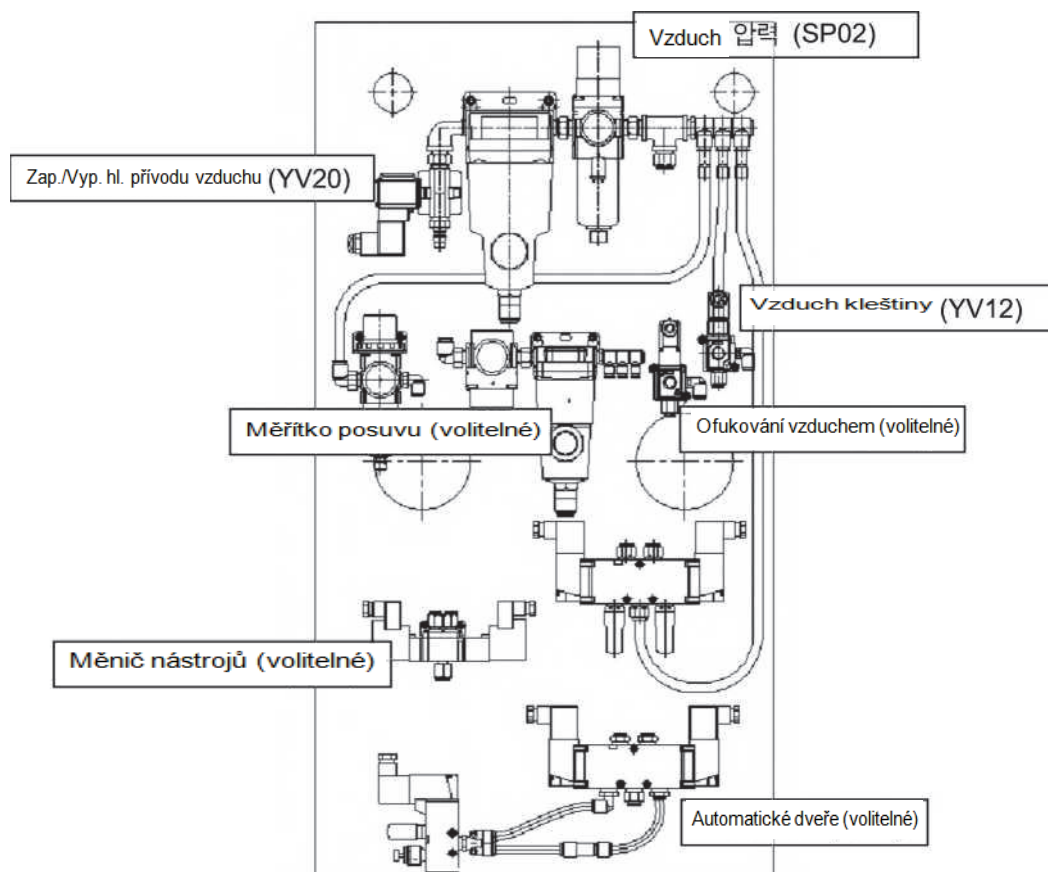 Vzduch 압력 (SP02)
Zap./Vyp. hl. přívodu vzduchu (YV20)
Vzduch kleštiny (YV12)
Měřítko posuvu (volitelné)
Ofukování vzduchem (volitelné)
Měnič nástrojů (volitelné)
Automatické dveře (volitelné)